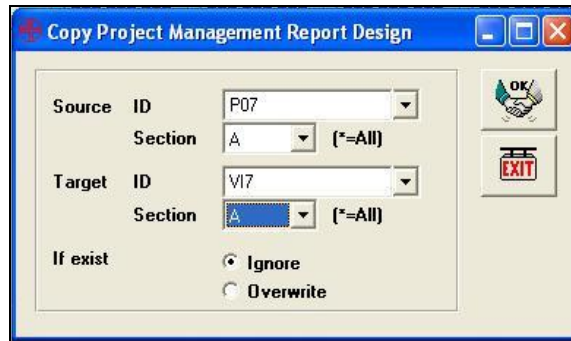 Copy Project Management Report Design
Source ID P07
OK
Section A (*=All)
EXIT
Target ID VI7
Section A (*=All)
If exist Ignore
Overwrite